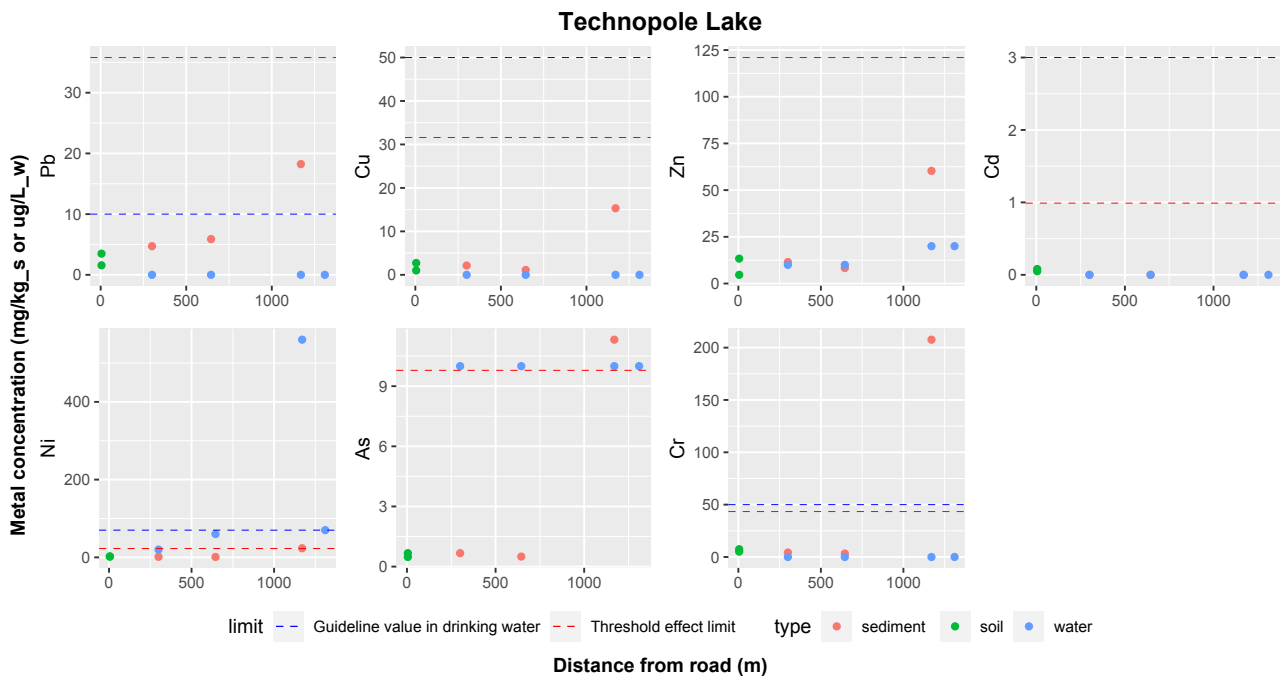 Technopole Lake
Metal concentration (mg/kg_s or ug/L_w)
Pb
30
20
10
0
0 500 1000
Cu
50
40
30
20
10
0
0 500 1000
Zn
125
100
75
50
25
0
0 500 1000
Cd
3
2
1
0
0 500 1000
Ni
400
200
0
0 500 1000
As
9
6
3
0
0 500 1000
Cr
200
150
100
50
0
0 500 1000
limit Guideline value in drinking water Threshold effect limit type sediment soil water
Distance from road (m)